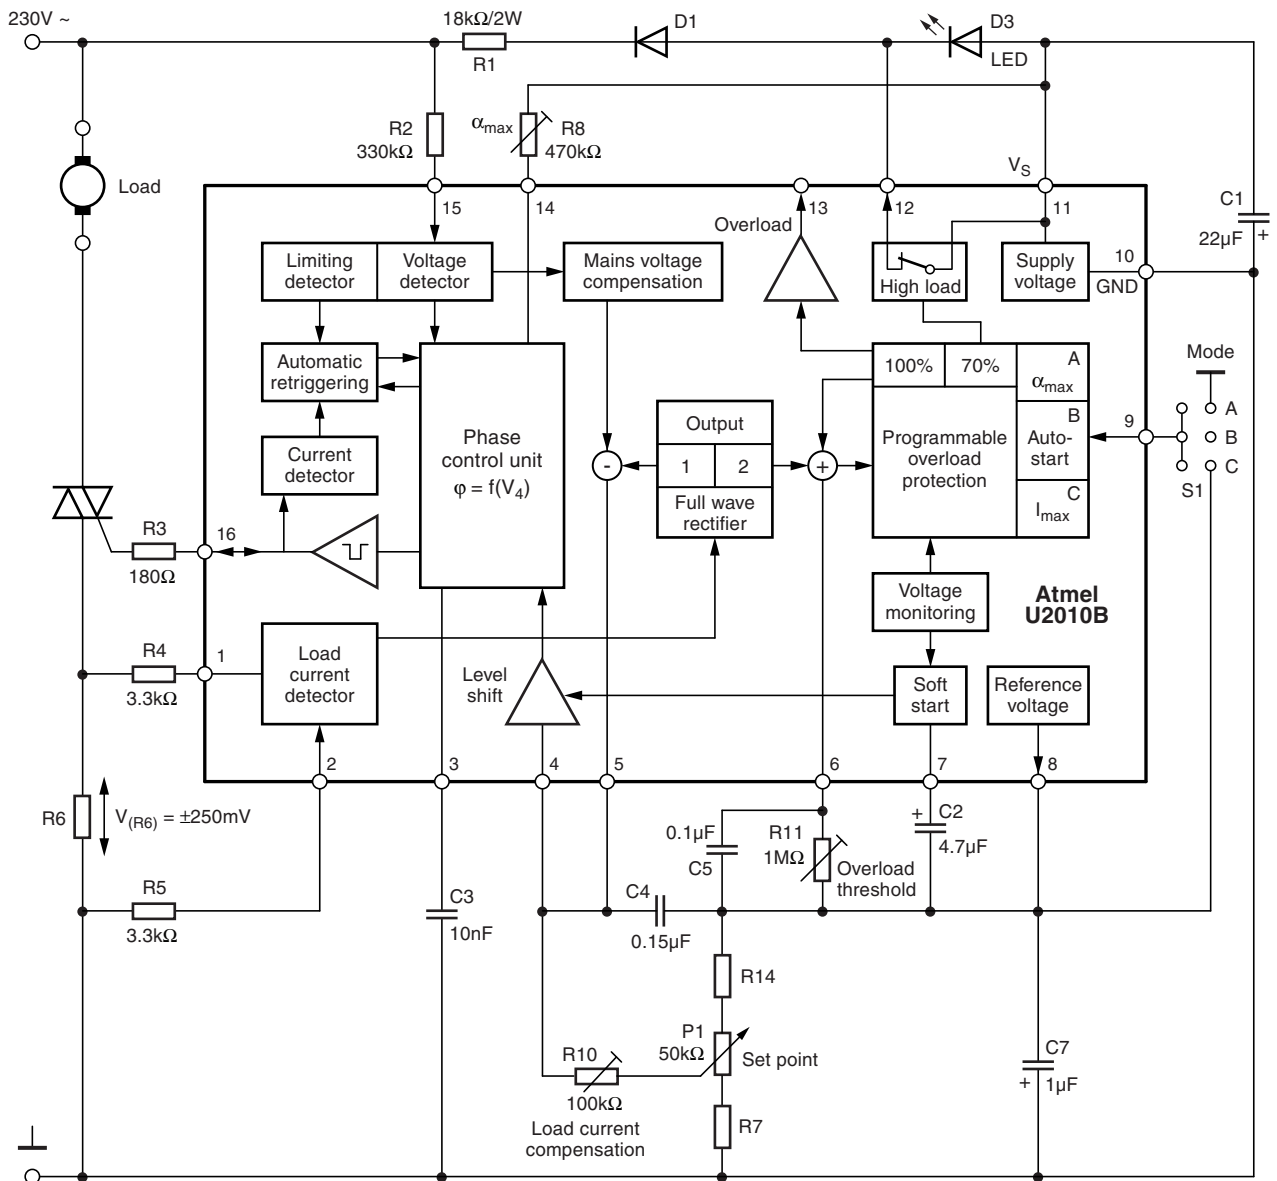 230V ~
18kΩ/2W
R1
D1
D3
LED
R2
330kΩ
αmax
R8
470kΩ
Load
VS
C1
22µF
+
15
14
13
12
11
10
GND
Overload
Limiting
detector
Voltage
detector
Mains voltage
compensation
High load
Supply
voltage
Automatic
retriggering
Phase
control unit
φ = f(V4)
Current
detector
Output
1
2
Full wave
rectifier
-
+
100%
70%
A
αmax
B
Auto-
start
C
Imax
Programmable
overload
protection
9
Mode
A
B
C
S1
R3
180Ω
16
Voltage
monitoring
Atmel
U2010B
R4
3.3kΩ
1
Load
current
detector
Level
shift
Soft
start
Reference
voltage
2
3
4
5
6
7
8
R6
V(R6) = ±250mV
0.1µF
C5
R11
1MΩ
Overload
threshold
+
C2
4.7µF
R5
3.3kΩ
C3
10nF
C4
0.15µF
R14
P1
50kΩ
Set point
R10
100kΩ
Load current
compensation
R7
C7
1µF
+